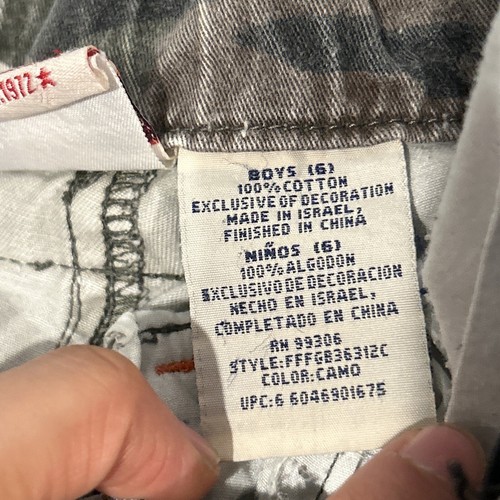 .1972★
BOYS (6)
100% COTTON
EXCLUSIVE OF DECORATION
MADE IN ISRAEL,
FINISHED IN CHINA
NIÑOS (6)
100% ALGODON
EXCLUSIVO DE DECORACION
HECHO EN ISRAEL,
COMPLETADO EN CHINA
RN 99306
STYLE:FFFGB36312C
COLOR:CAMO
UPC:6 6046901675